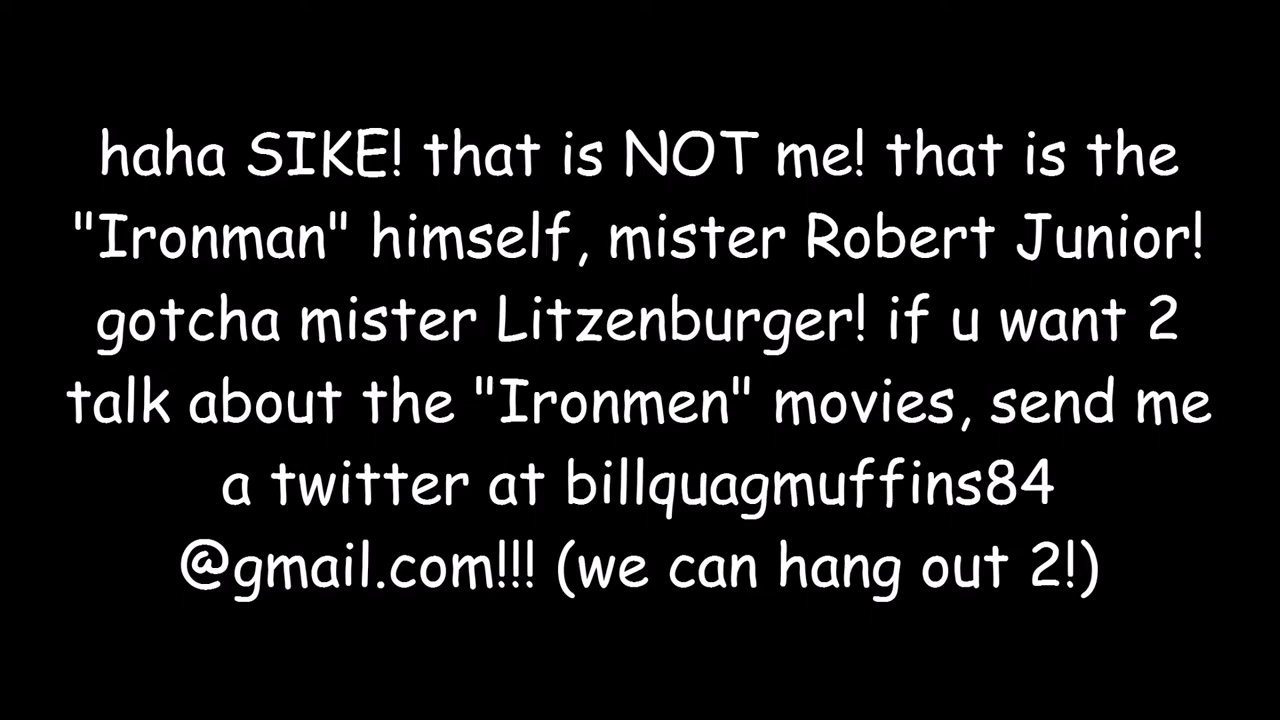 haha SIKE! that is NOT me! that is the
"Ironman" himself, mister Robert Junior!
gotcha mister Litzenburger! if u want 2
talk about the "Ironmen" movies, send me
a twitter at billquagmuffins84
@gmail.com!!! (we can hang out 2!)